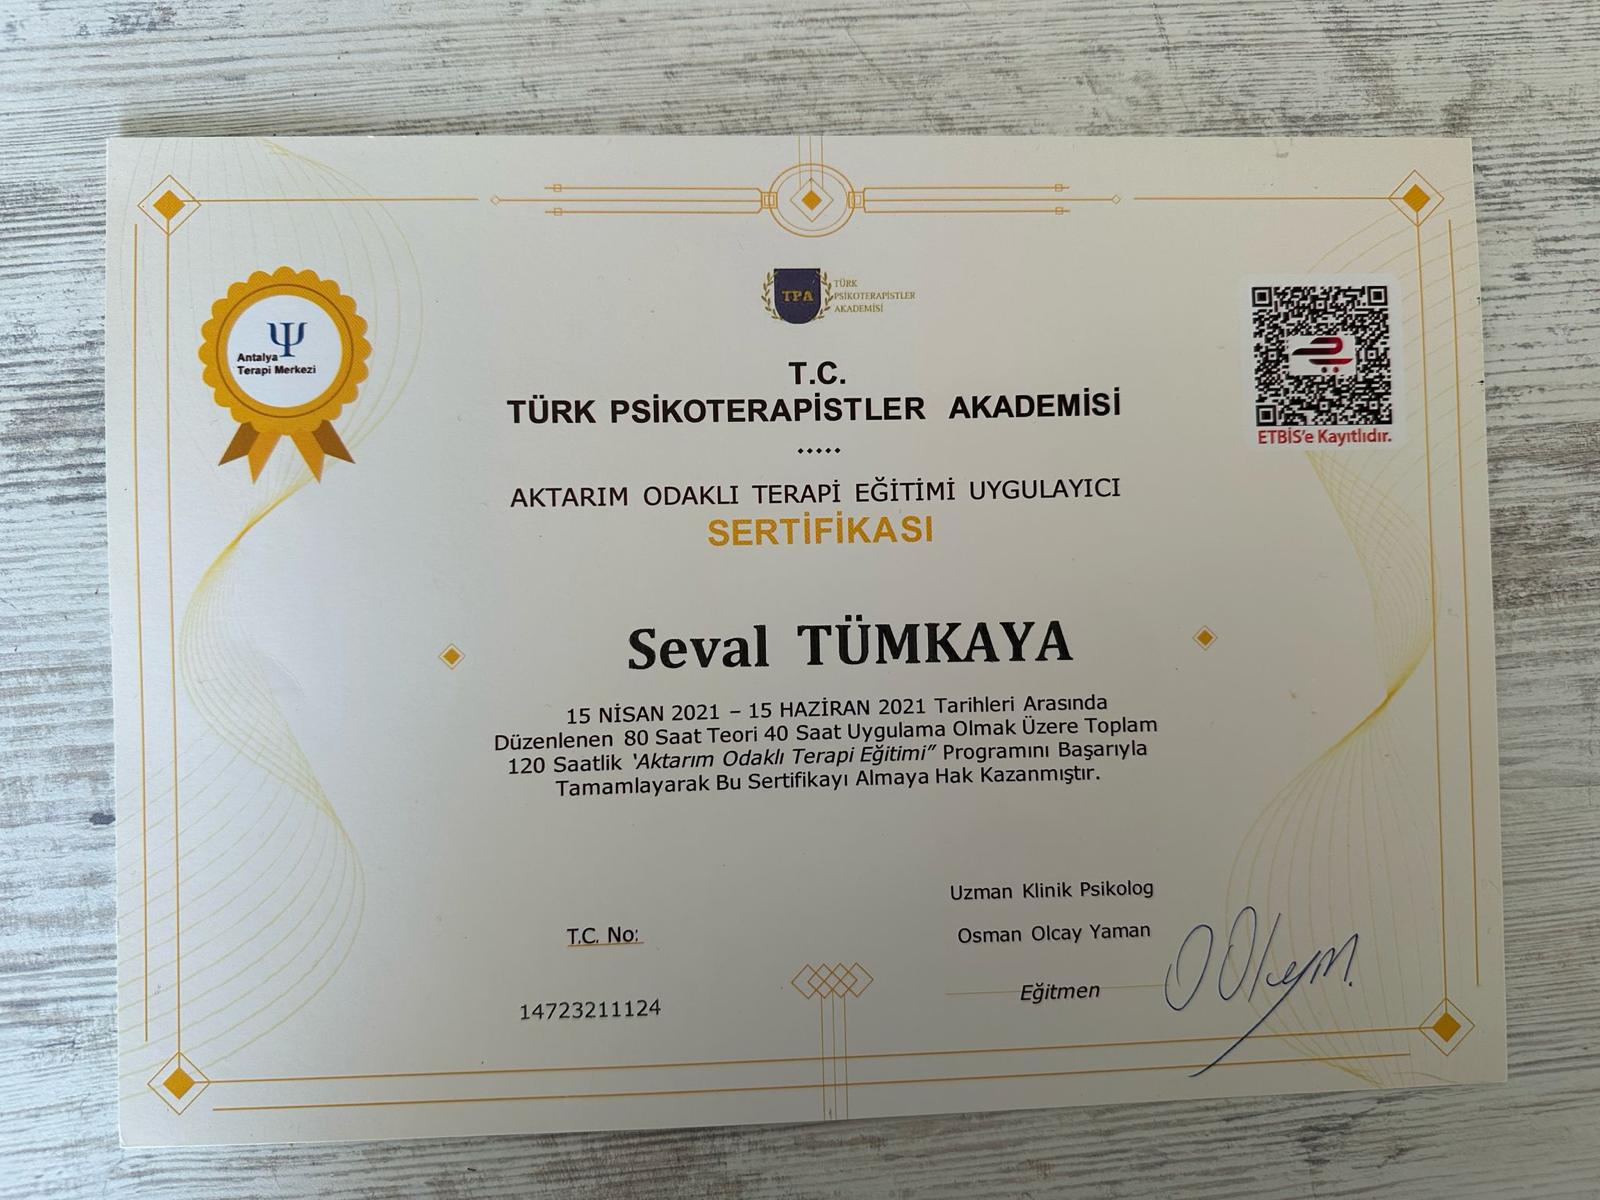 TPA
TÜRK
PSİKOTERAPİSTLER
AKADEMİSİ
Antalya
Terapi Merkezi
ETBİS'e Kayıtlıdır.
T.C.
TÜRK PSİKOTERAPİSTLER AKADEMİSİ
.....
AKTARIM ODAKLI TERAPİ EĞİTİMİ UYGULAYICI
SERTİFİKASI
Seval TÜMKAYA
15 NİSAN 2021 – 15 HAZİRAN 2021 Tarihleri Arasında
Düzenlenen 80 Saat Teori 40 Saat Uygulama Olmak Üzere Toplam
120 Saatlik 'Aktarım Odaklı Terapi Eğitimi” Programını Başarıyla
Tamamlayarak Bu Sertifikayı Almaya Hak Kazanmıştır.
T.C. No:
14723211124
Uzman Klinik Psikolog
Osman Olcay Yaman
Eğitmen